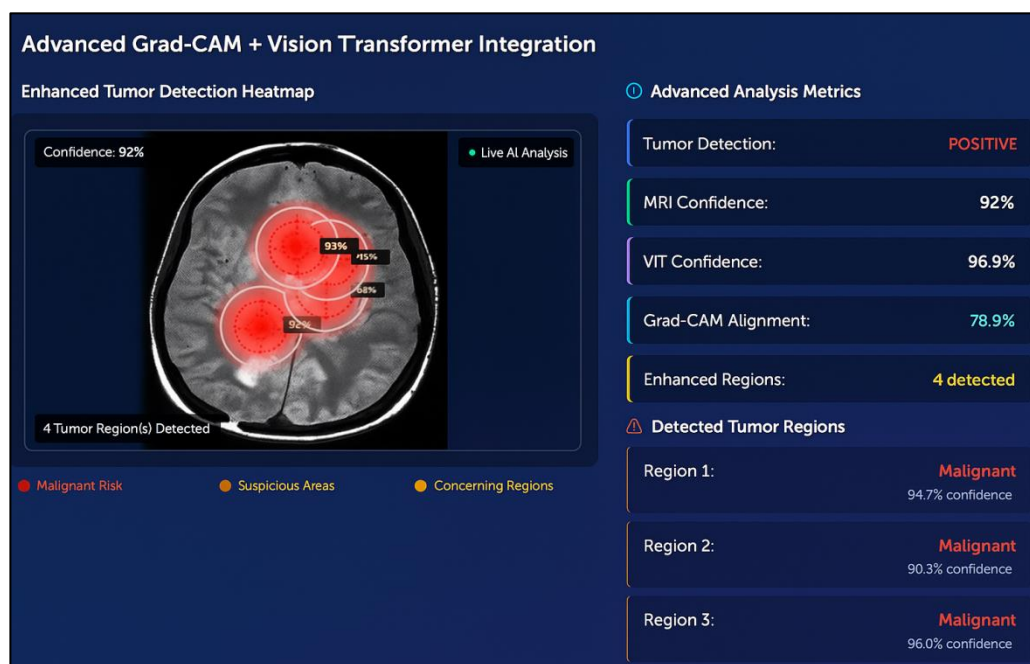 Advanced Grad-CAM + Vision Transformer Integration
Enhanced Tumor Detection Heatmap
Confidence: 92%
Live AI Analysis
93%
68%
92%
4 Tumor Region(s) Detected
Malignant Risk
Suspicious Areas
Concerning Regions
Advanced Analysis Metrics
Tumor Detection: POSITIVE
MRI Confidence: 92%
VIT Confidence: 96.9%
Grad-CAM Alignment: 78.9%
Enhanced Regions: 4 detected
Detected Tumor Regions
Region 1: Malignant
94.7% confidence
Region 2: Malignant
90.3% confidence
Region 3: Malignant
96.0% confidence